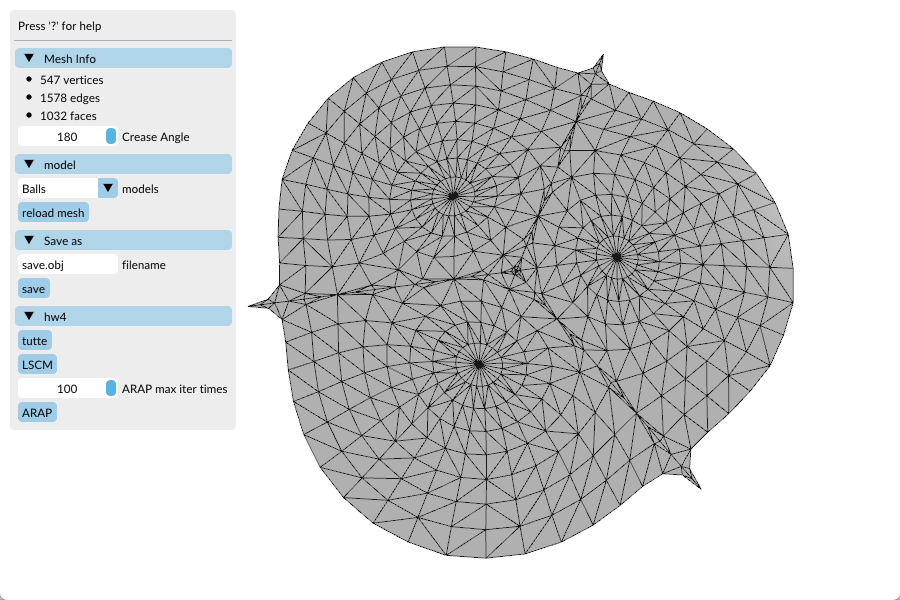 Press '?' for help
Mesh Info
547 vertices
1578 edges
1032 faces
180 Crease Angle
model
Balls models
reload mesh
Save as
save.obj filename
save
hw4
tutte
LSCM
100 ARAP max iter times
ARAP